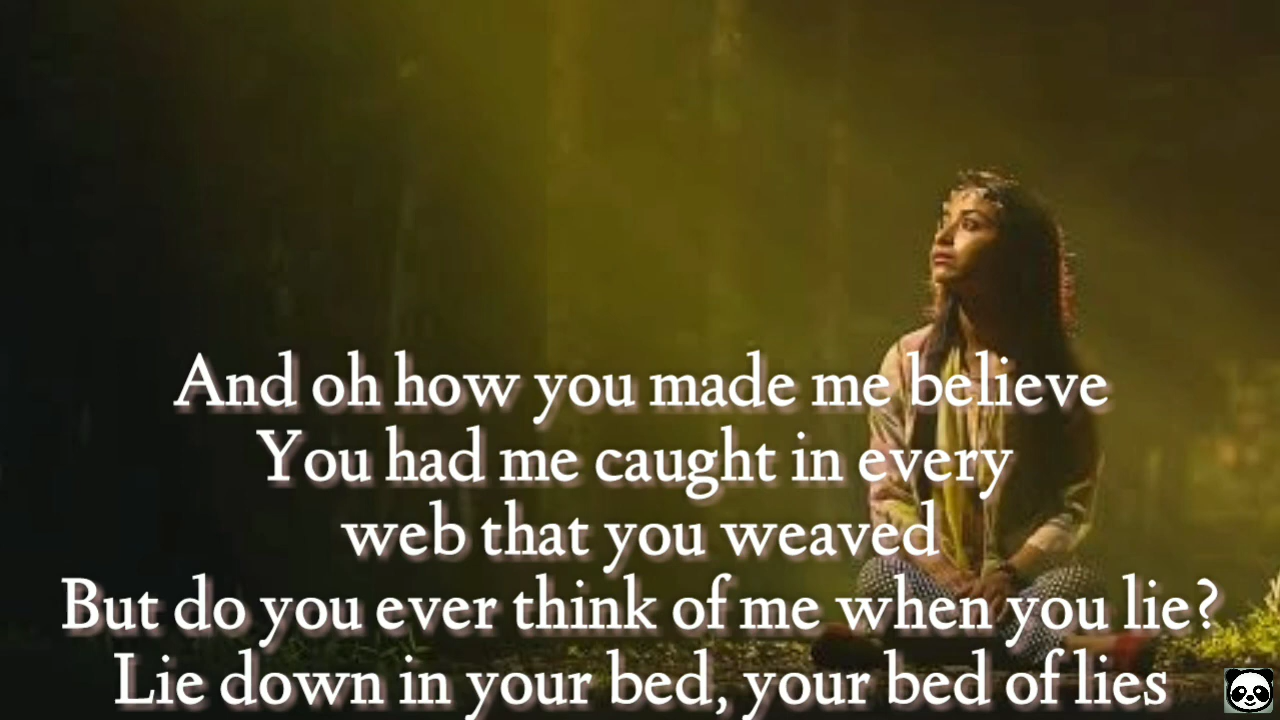 And oh how you made me believe
You had me caught in every
web that you weaved
But do you ever think of me when you lie?
Lie down in your bed, your bed of lies